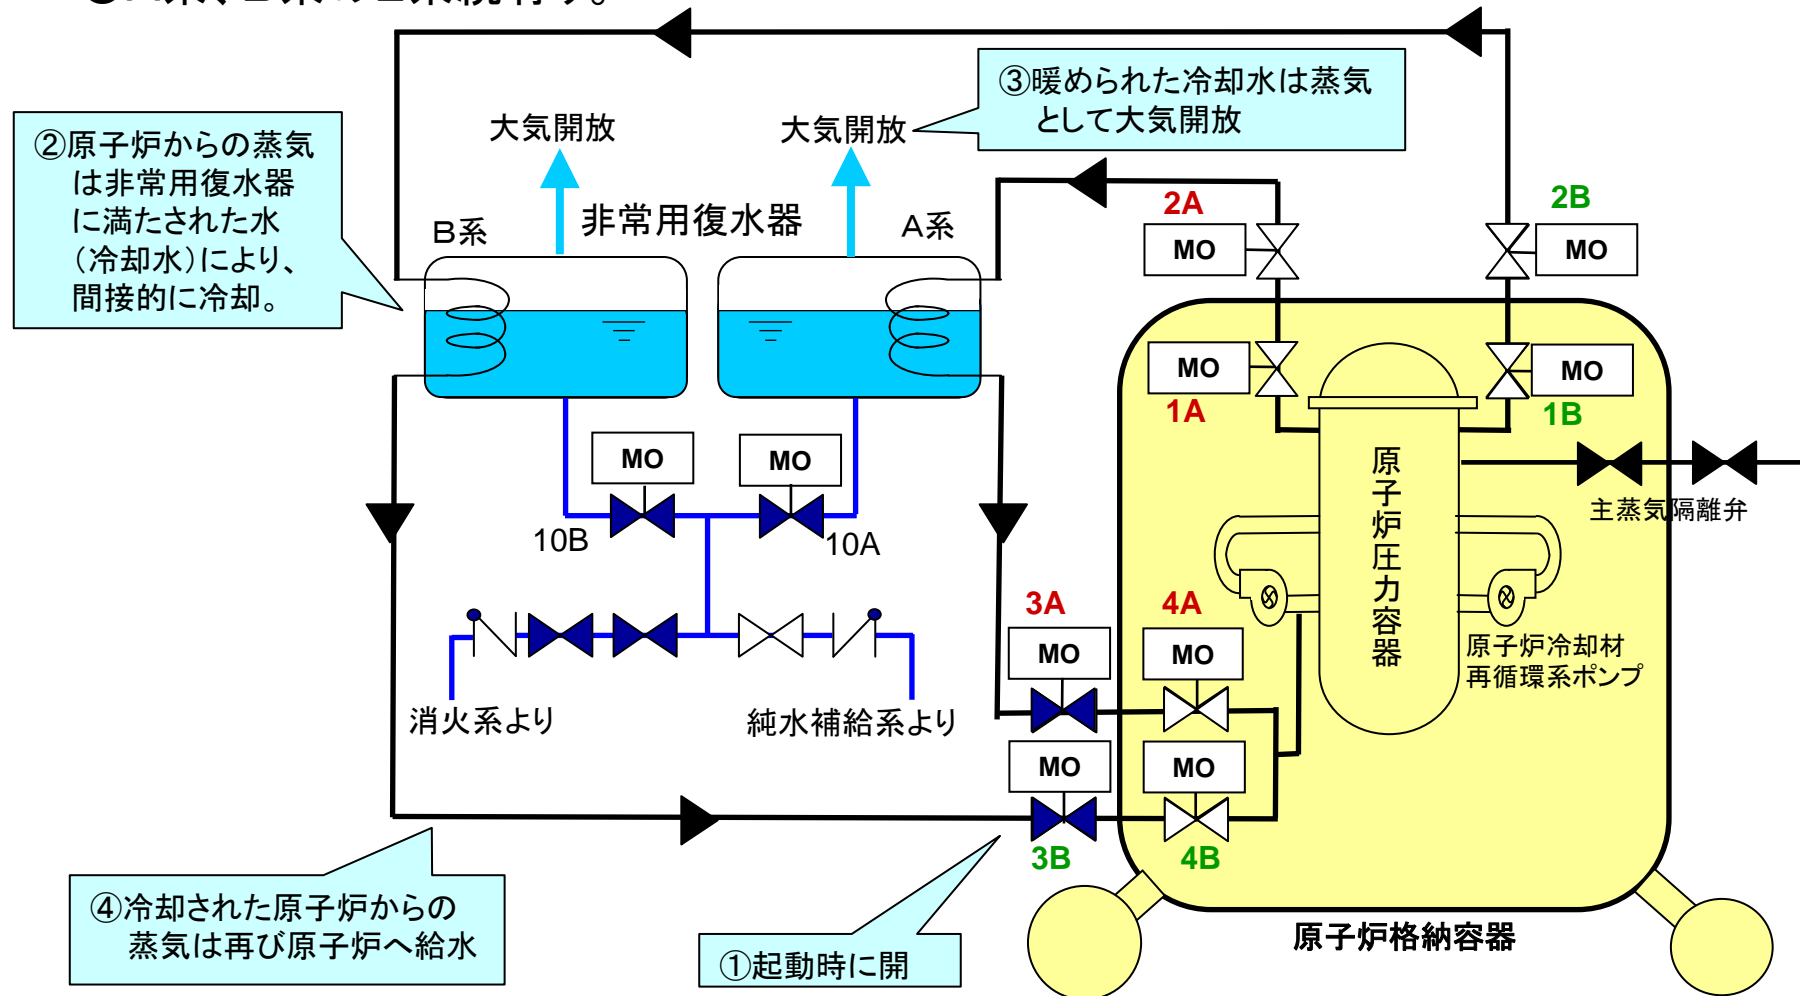 ③暖められた冷却水は蒸気
として大気開放
②原子炉からの蒸気
は非常用復水器
に満たされた水
（冷却水）により、
間接的に冷却。
大気開放
大気開放
B系
非常用復水器
A系
2A
MO
2B
MO
MO
1A
MO
1B
MO
10B
MO
10A
原子炉圧力容器
主蒸気隔離弁
消火系より
純水補給系より
3A
MO
4A
MO
原子炉冷却材
再循環系ポンプ
MO
3B
MO
4B
④冷却された原子炉からの
蒸気は再び原子炉へ給水
①起動時に開
原子炉格納容器